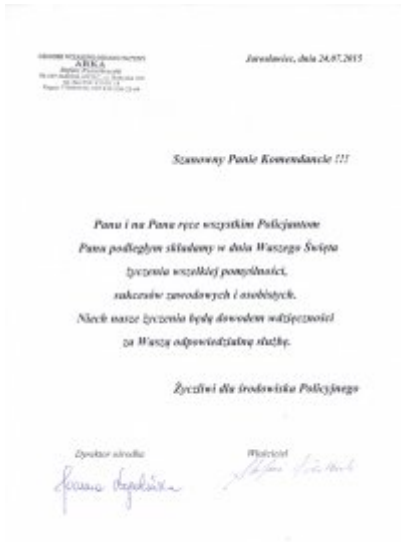 ARKA
Jarosławiec, dnia 24.07.2015
Szanowny Panie Komendancie !!!
Panu i na Pana ręce wszystkim Policjantom
Panu podległym składamy w dniu Waszego Święta
życzenia wszelkiej pomyślności,
sukcesów zawodowych i osobistych.
Niech nasze życzenia będą dowodem wdzięczności
za Waszą odpowiedzialną służbę.
Życzliwi dla środowiska Policyjnego
Dyrektor ośrodka
Właściciel
Joanna